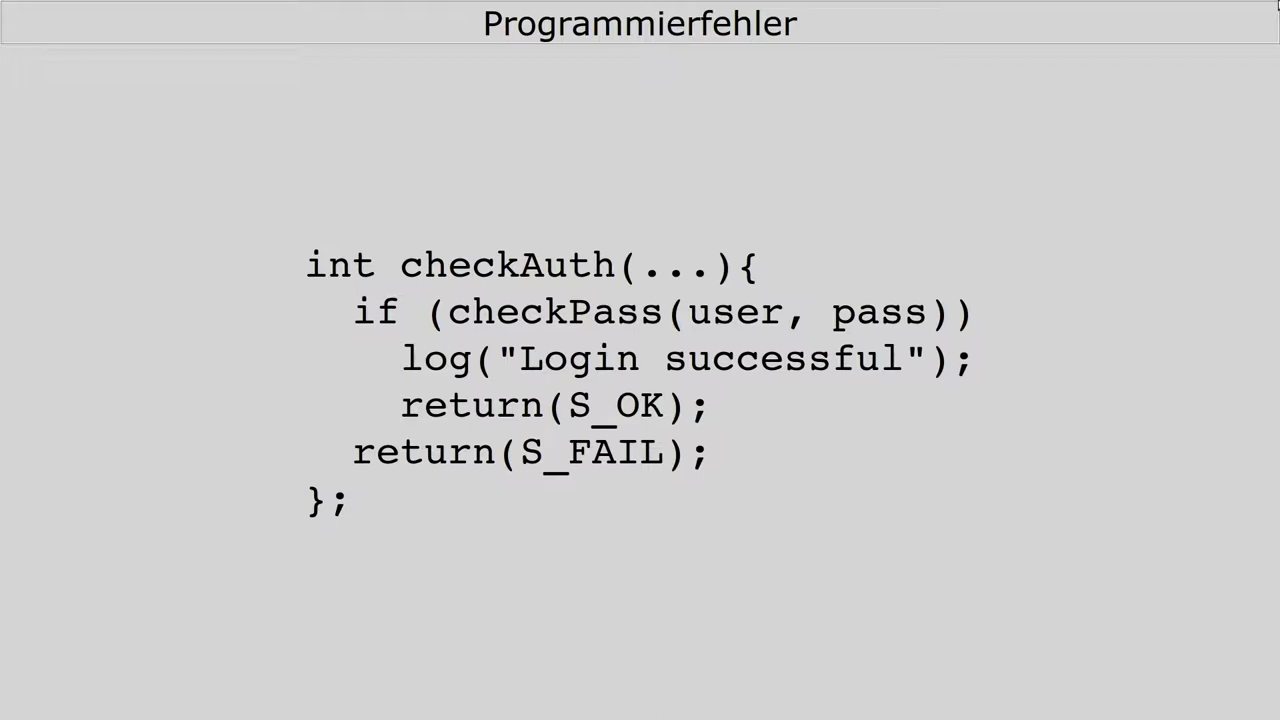 Programmierfehler
int checkAuth(...){
  if (checkPass(user, pass))
    log("Login successful");
    return(S_OK);
  return(S_FAIL);
};